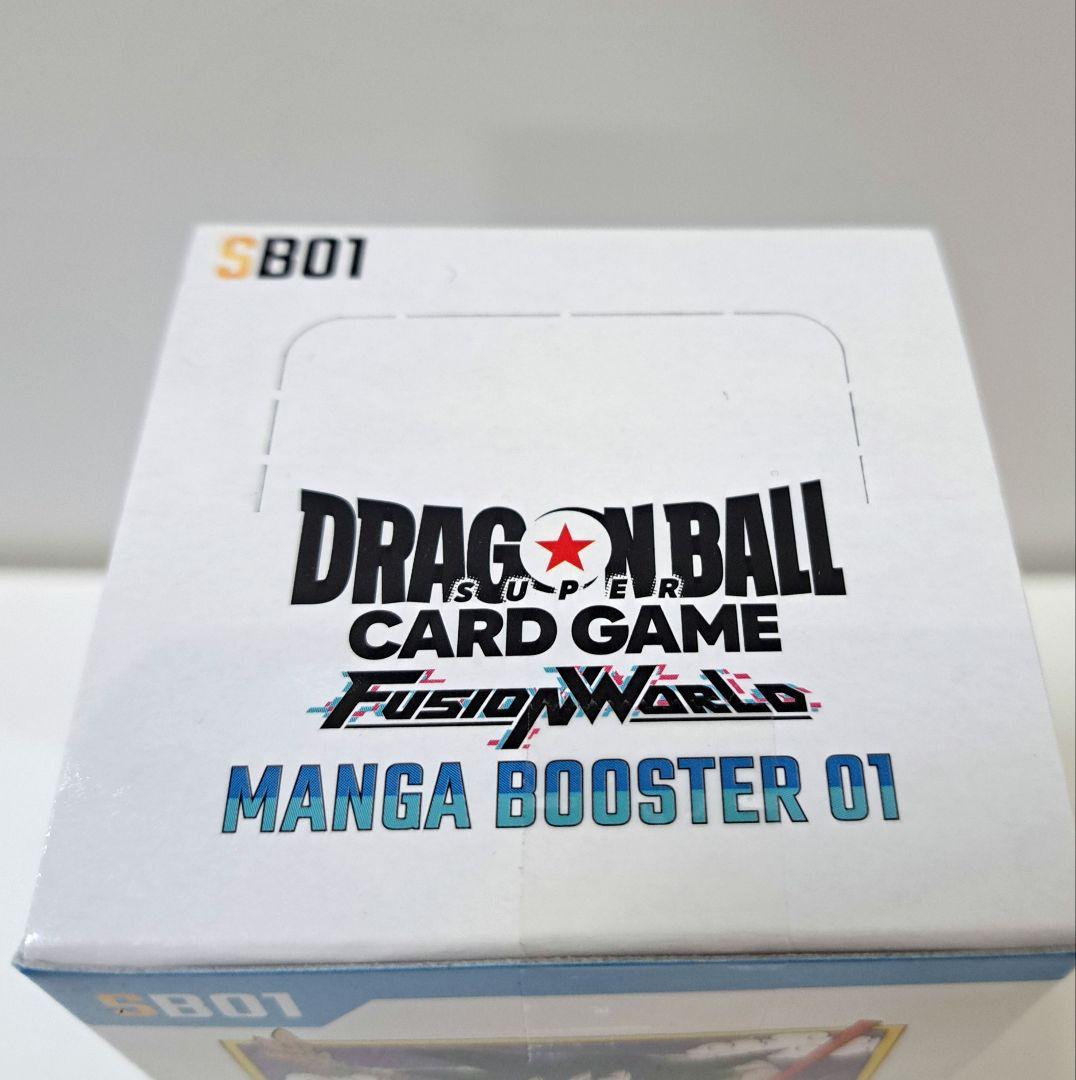 SB01
DRAGON BALL
SUPER
CARD GAME
FUSION WORLD
MANGA BOOSTER 01
SB01